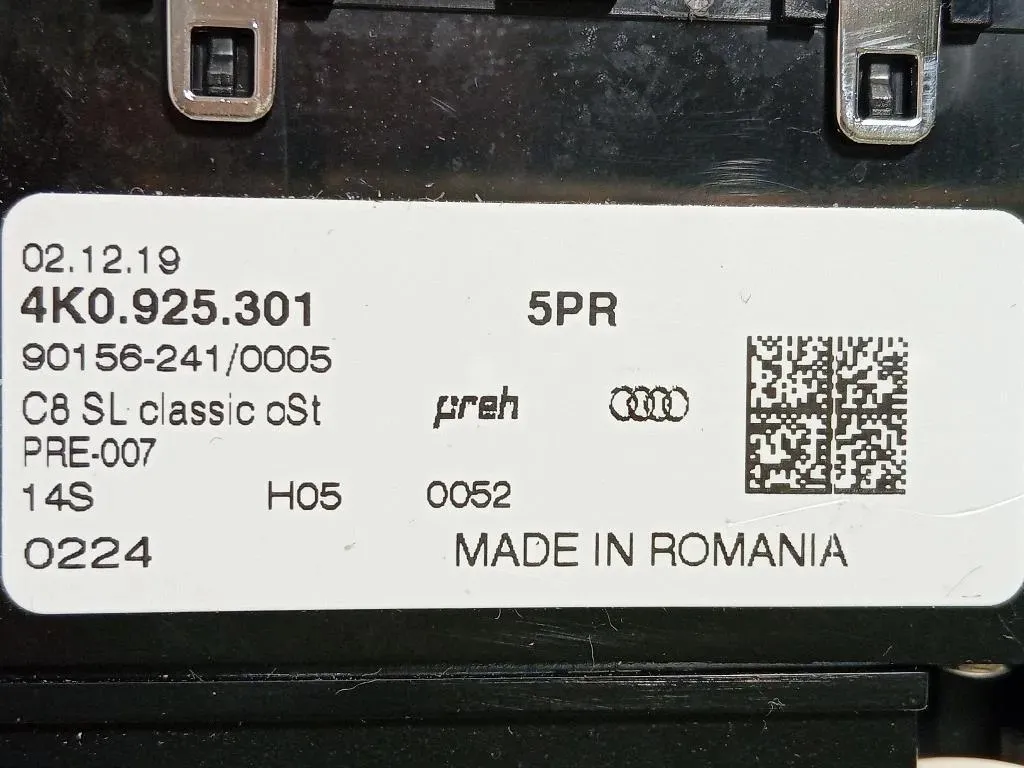 02.12.19
4K0.925.301 5PR
90156-241/0005
C8 SL classic oSt preh
PRE-007
14S H05 0052
0224 MADE IN ROMANIA